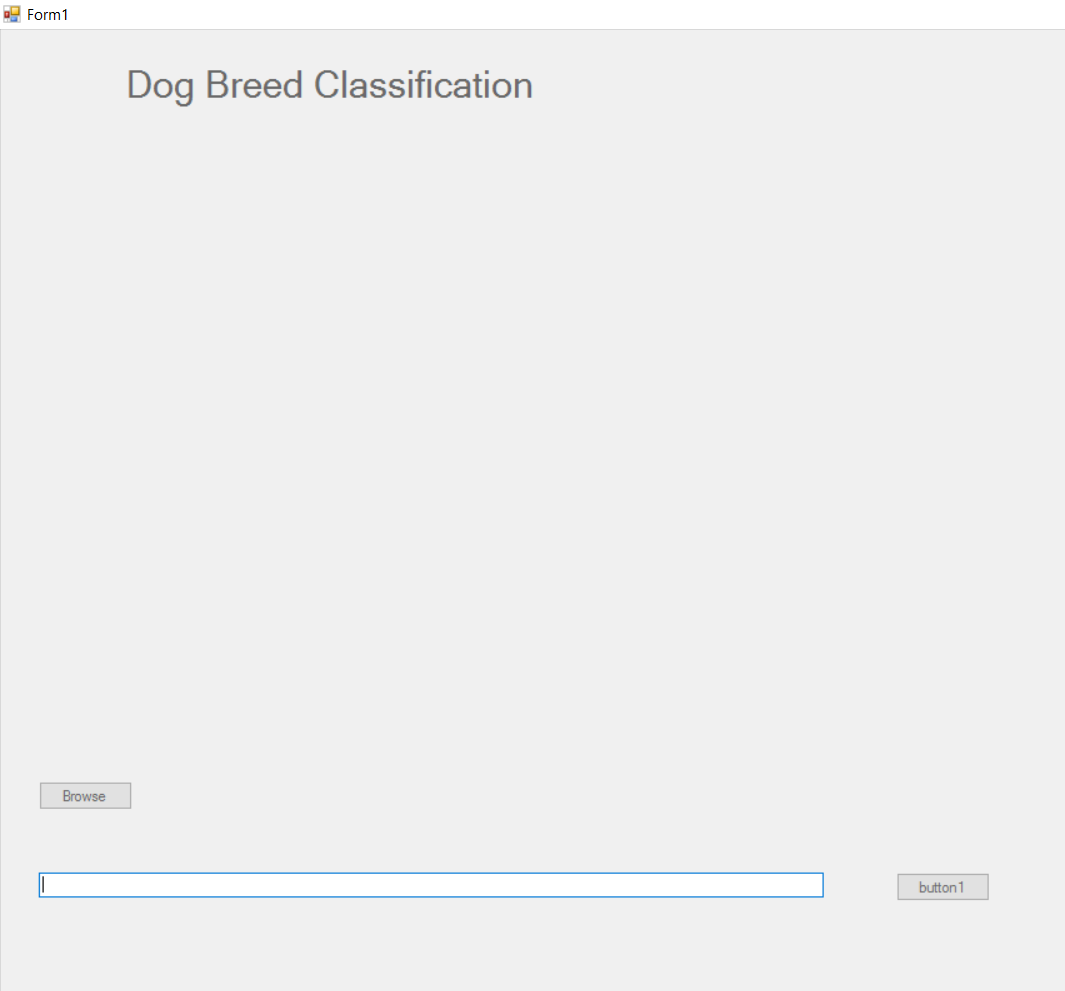 Form1
Dog Breed Classification
Browse
button1